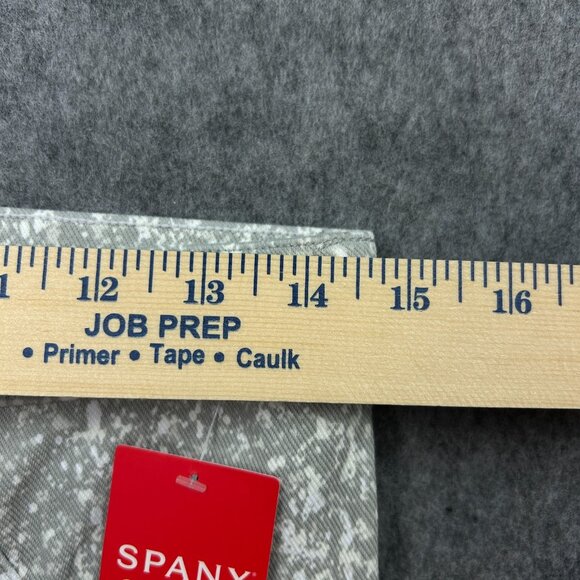 1 12 13 14 15 16
JOB PREP
• Primer • Tape • Caulk
SPANX